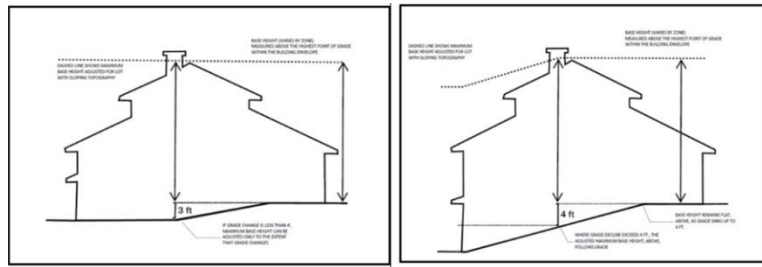 BASE HEIGHT (VARIES BY ZONE)
MEASURED ABOVE THE HIGHEST POINT OF GRADE
WITHIN THE BUILDING ENVELOPE
DASHED LINE SHOWS MAXIMUM
BASE HEIGHT ADJUSTED FOR LOT
WITH SLOPING TOPOGRAPHY
3 ft
IF GRADE CHANGE IS LESS THAN 4',
MAXIMUM BASE HEIGHT CAN BE
ADJUSTED ONLY TO THE EXTENT
THAT GRADE CHANGES
BASE HEIGHT (VARIES BY ZONE)
MEASURED ABOVE THE HIGHEST POINT OF GRADE
WITHIN THE BUILDING ENVELOPE
DASHED LINE SHOWS MAXIMUM
BASE HEIGHT ADJUSTED FOR LOT
WITH SLOPING TOPOGRAPHY
4 ft
BASE HEIGHT REMAINS FLAT,
ABOVE, AS GRADE SINKS UP TO
4 FT.
WHERE GRADE DECLINE EXCEEDS 4 FT., THE
ADJUSTED MAXIMUM BASE HEIGHT, ABOVE,
FOLLOWS GRADE